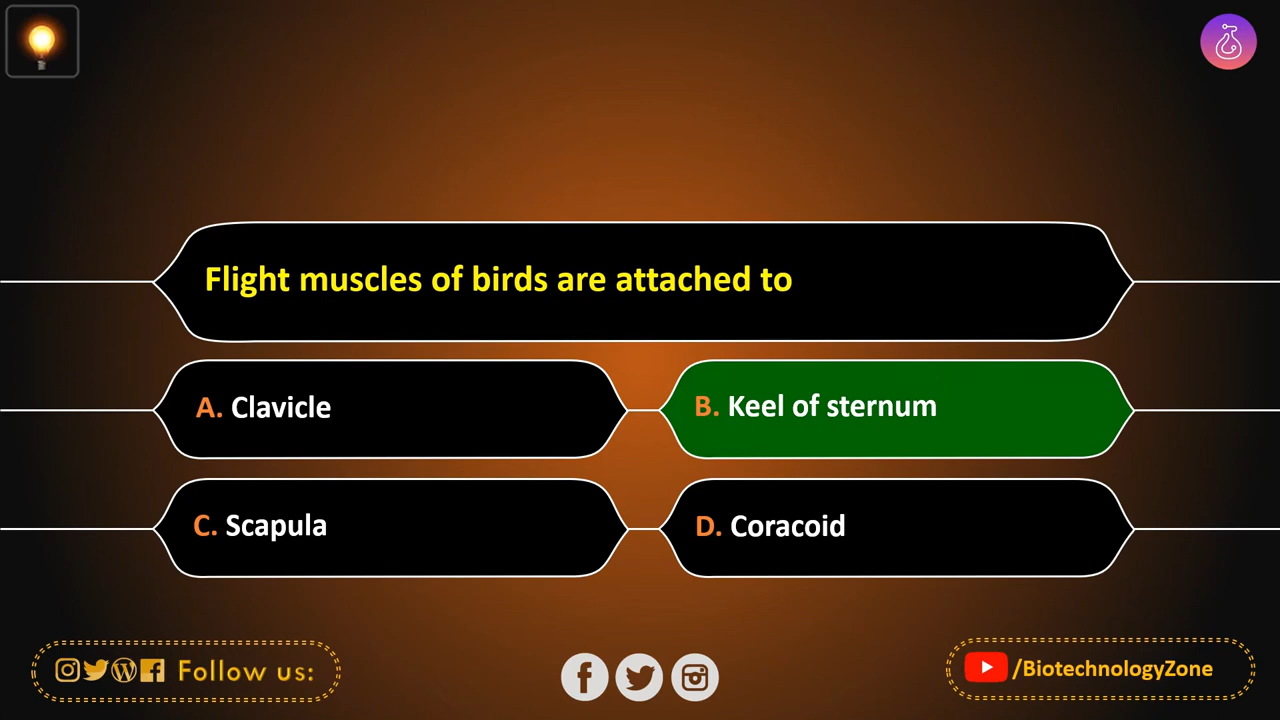 Flight muscles of birds are attached to
A. Clavicle
B. Keel of sternum
C. Scapula
D. Coracoid
Follow us:
/BiotechnologyZone